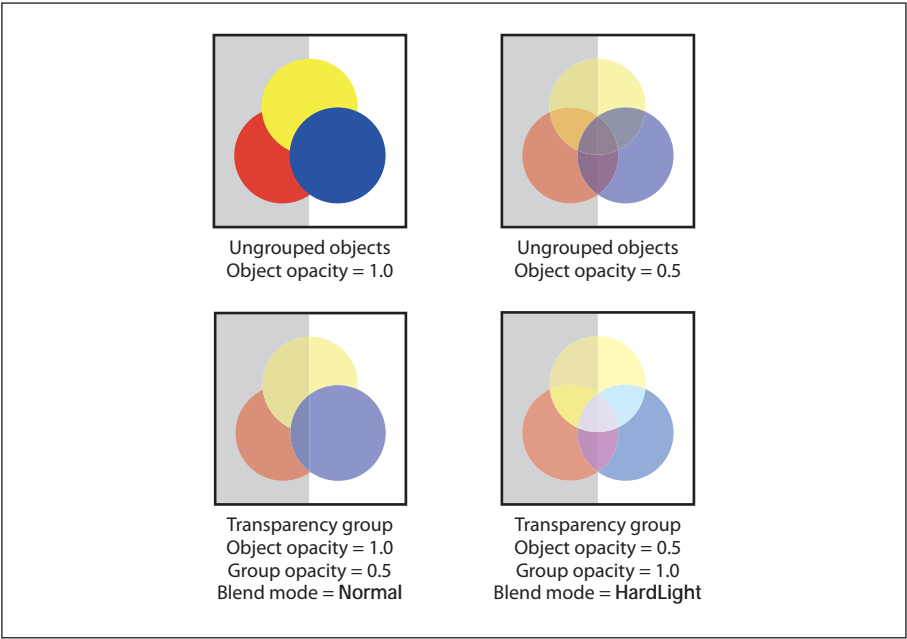 Ungrouped objects
Object opacity = 1.0
Ungrouped objects
Object opacity = 0.5
Transparency group
Object opacity = 1.0
Group opacity = 0.5
Blend mode = Normal
Transparency group
Object opacity = 0.5
Group opacity = 1.0
Blend mode = HardLight